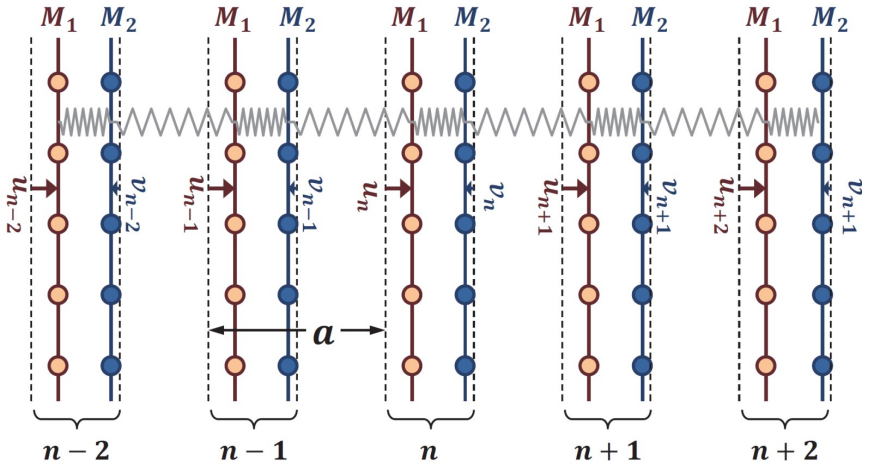 M₁ M₂ M₁ M₂ M₁ M₂ M₁ M₂ M₁ M₂
uₙ₋₂ vₙ₋₂ uₙ₋₁ vₙ₋₁ uₙ vₙ uₙ₊₁ vₙ₊₁ uₙ₊₂ vₙ₊₁
a
n − 2 n − 1 n n + 1 n + 2